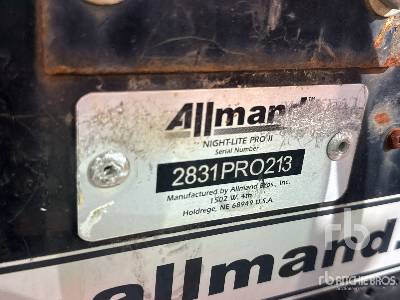 Allmand™
NIGHT-LITE PRO II
Serial Number
2831PRO213
Manufactured by Allmand Bros., Inc.
1502 W. 4th
Holdrege, NE 68949 U.S.A.
allmand.
rb
RITCHIE BROS.